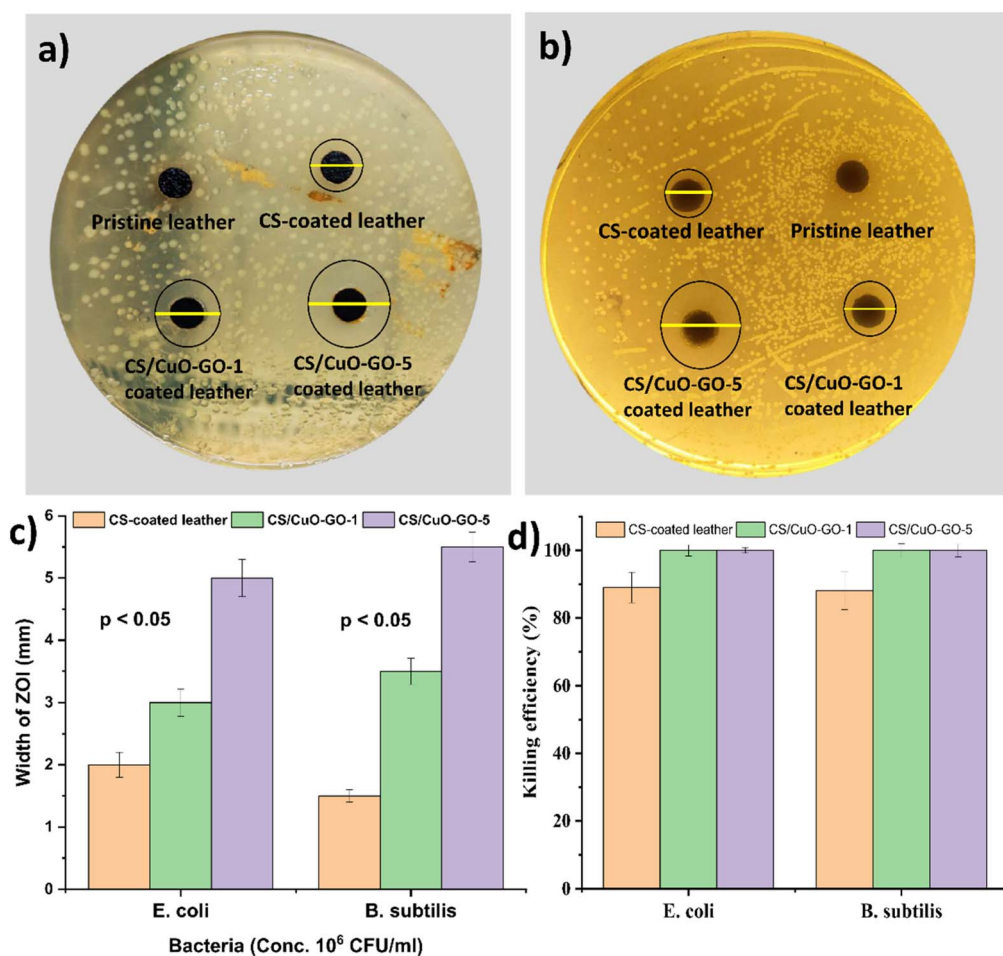 a)
Pristine leather
CS-coated leather
CS/CuO-GO-1
coated leather
CS/CuO-GO-5
coated leather
b)
CS-coated leather
Pristine leather
CS/CuO-GO-5
coated leather
CS/CuO-GO-1
coated leather
c)
CS-coated leather CS/CuO-GO-1 CS/CuO-GO-5
Width of ZOI (mm)
6
5
4
3
2
1
0
p < 0.05
p < 0.05
E. coli
B. subtilis
Bacteria (Conc. 10⁶ CFU/ml)
d)
CS-coated leather CS/CuO-GO-1 CS/CuO-GO-5
Killing efficiency (%)
100
80
60
40
20
0
E. coli
B. subtilis